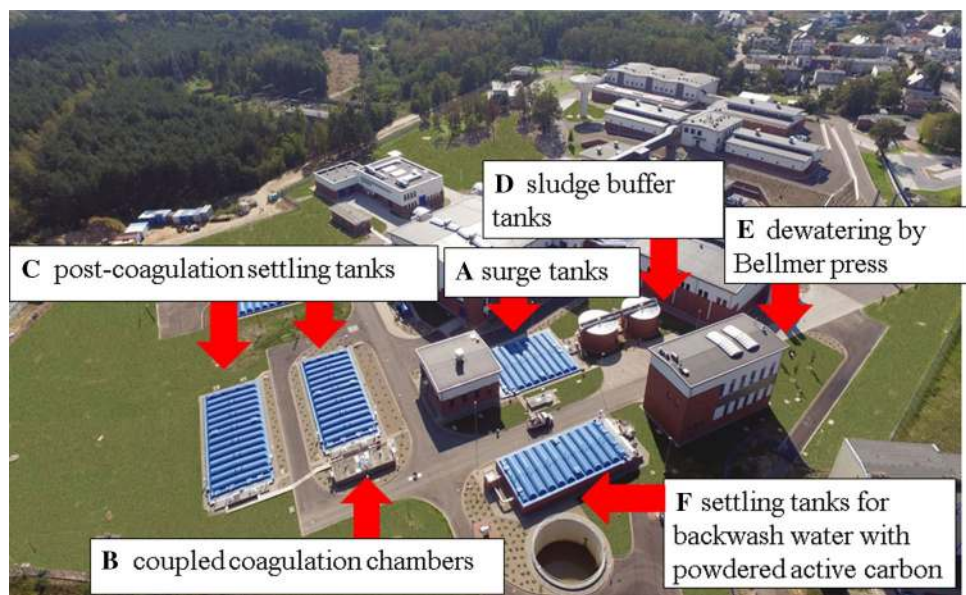 D sludge buffer
tanks
E dewatering by
Bellmer press
C post-coagulation settling tanks
A surge tanks
B coupled coagulation chambers
F settling tanks for
backwash water with
powdered active carbon